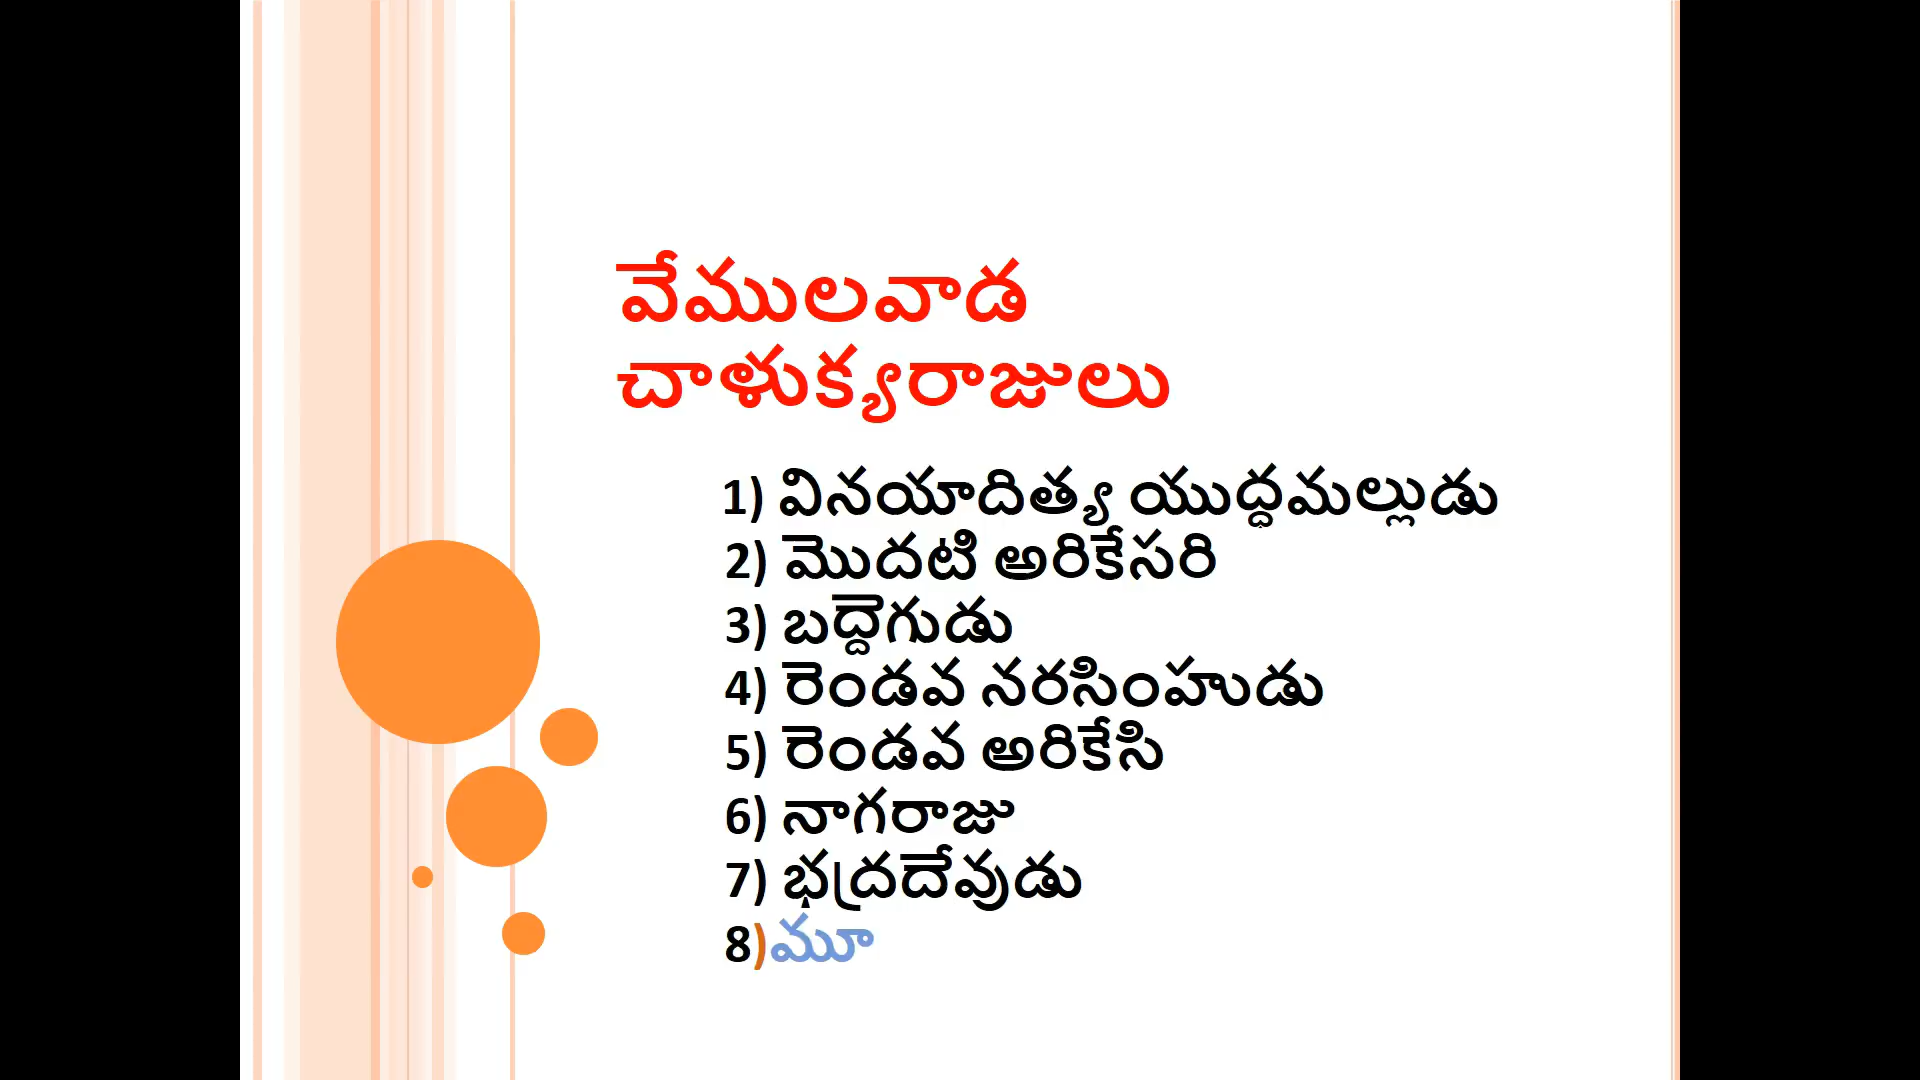 వేములవాడ
చాళుక్యరాజులు
1) వినయాదిత్య యుద్ధమల్లుడు
2) మొదటి అరికేసరి
3) బద్దెగుడు
4) రెండవ నరసింహుడు
5) రెండవ అరికేసి
6) నాగరాజు
7) భద్రదేవుడు
8)మూ